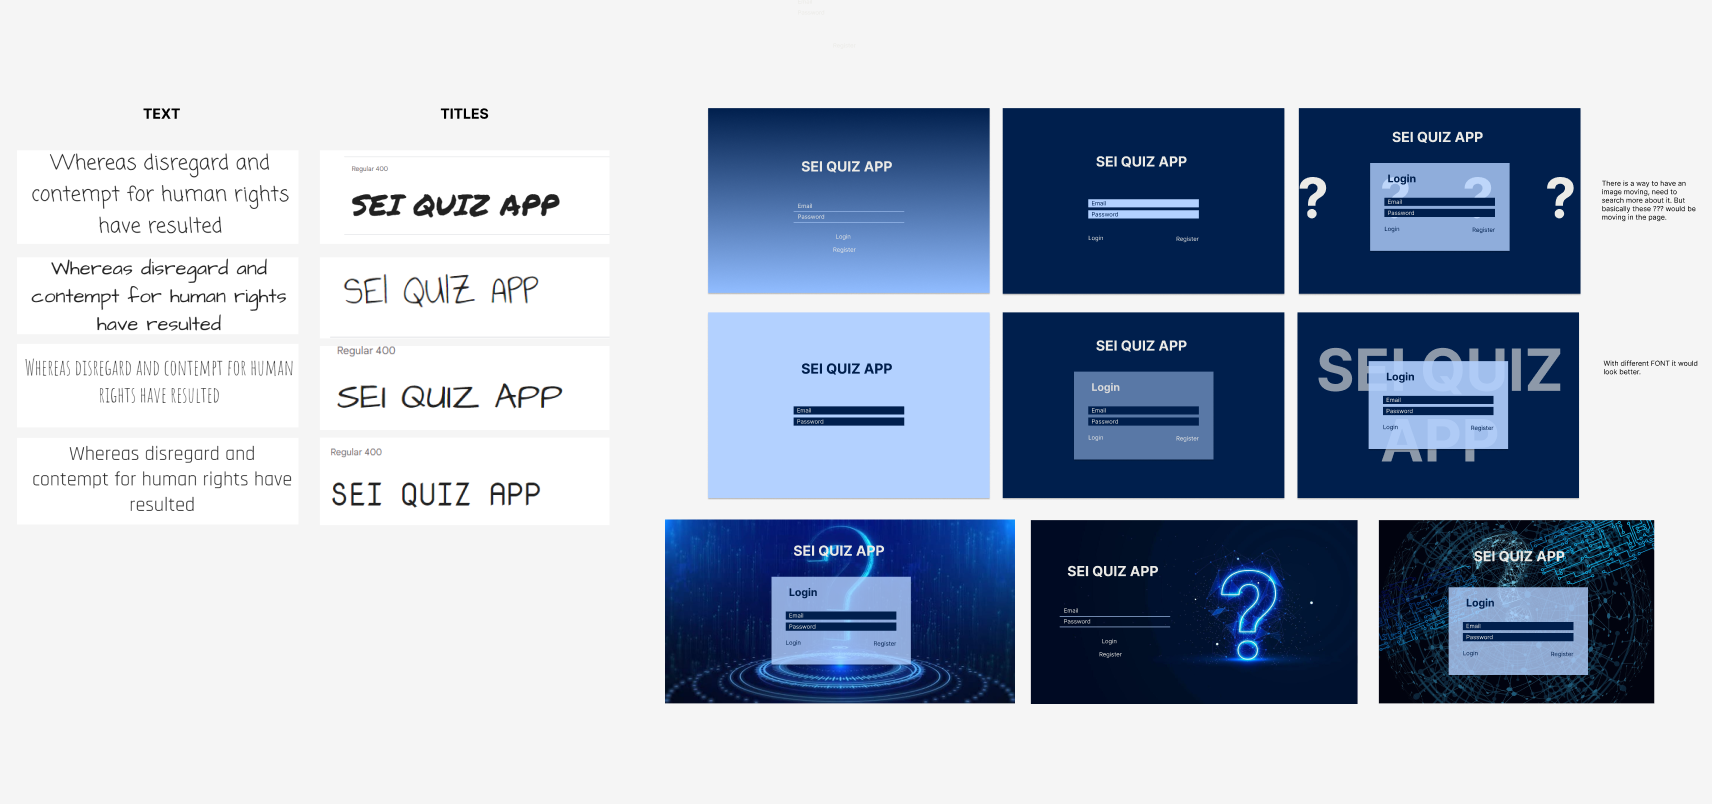 TEXT
Whereas disregard and
contempt for human rights
have resulted
Whereas disregard and
contempt for human rights
have resulted
Whereas disregard and contempt for human
rights have resulted
Whereas disregard and
contempt for human rights have
resulted
TITLES
Regular 400
SEI QUIZ APP
SEI QUIZ APP
Regular 400
SEI QUIZ APP
Regular 400
SEI QUIZ APP
SEI QUIZ APP
Email
Password
Login
Register
SEI QUIZ APP
Email
Password
Login
Register
SEI QUIZ APP
? ? ? ?
Login
Email
Password
Login
Register
There is a way to have an
image moving, need to
search more about it. But
basically these ??? would be
moving in the page.
SEI QUIZ APP
Email
Password
SEI QUIZ APP
Login
Email
Password
Login
Register
SEI QUIZ
APP
Login
Email
Password
Login
Register
With different FONT it would
look better.
SEI QUIZ APP
?
Login
Email
Password
Login
Register
SEI QUIZ APP
Email
Password
Login
Register
?
SEI QUIZ APP
Login
Email
Password
Login
Register